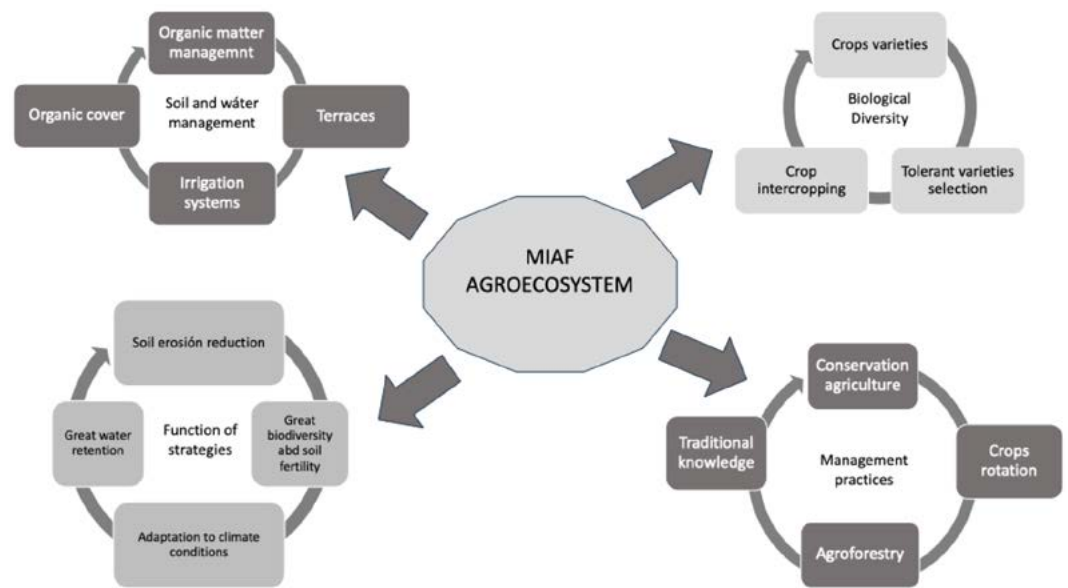 Organic matter
managemnt
Organic cover
Soil and wáter
management
Terraces
Irrigation
systems
Crops varieties
Biological
Diversity
Crop
intercropping
Tolerant varieties
selection
MIAF
AGROECOSYSTEM
Soil erosión reduction
Great water
retention
Function of
strategies
Great
biodiversity
abd soil
fertility
Adaptation to climate
conditions
Conservation
agriculture
Traditional
knowledge
Management
practices
Crops
rotation
Agroforestry